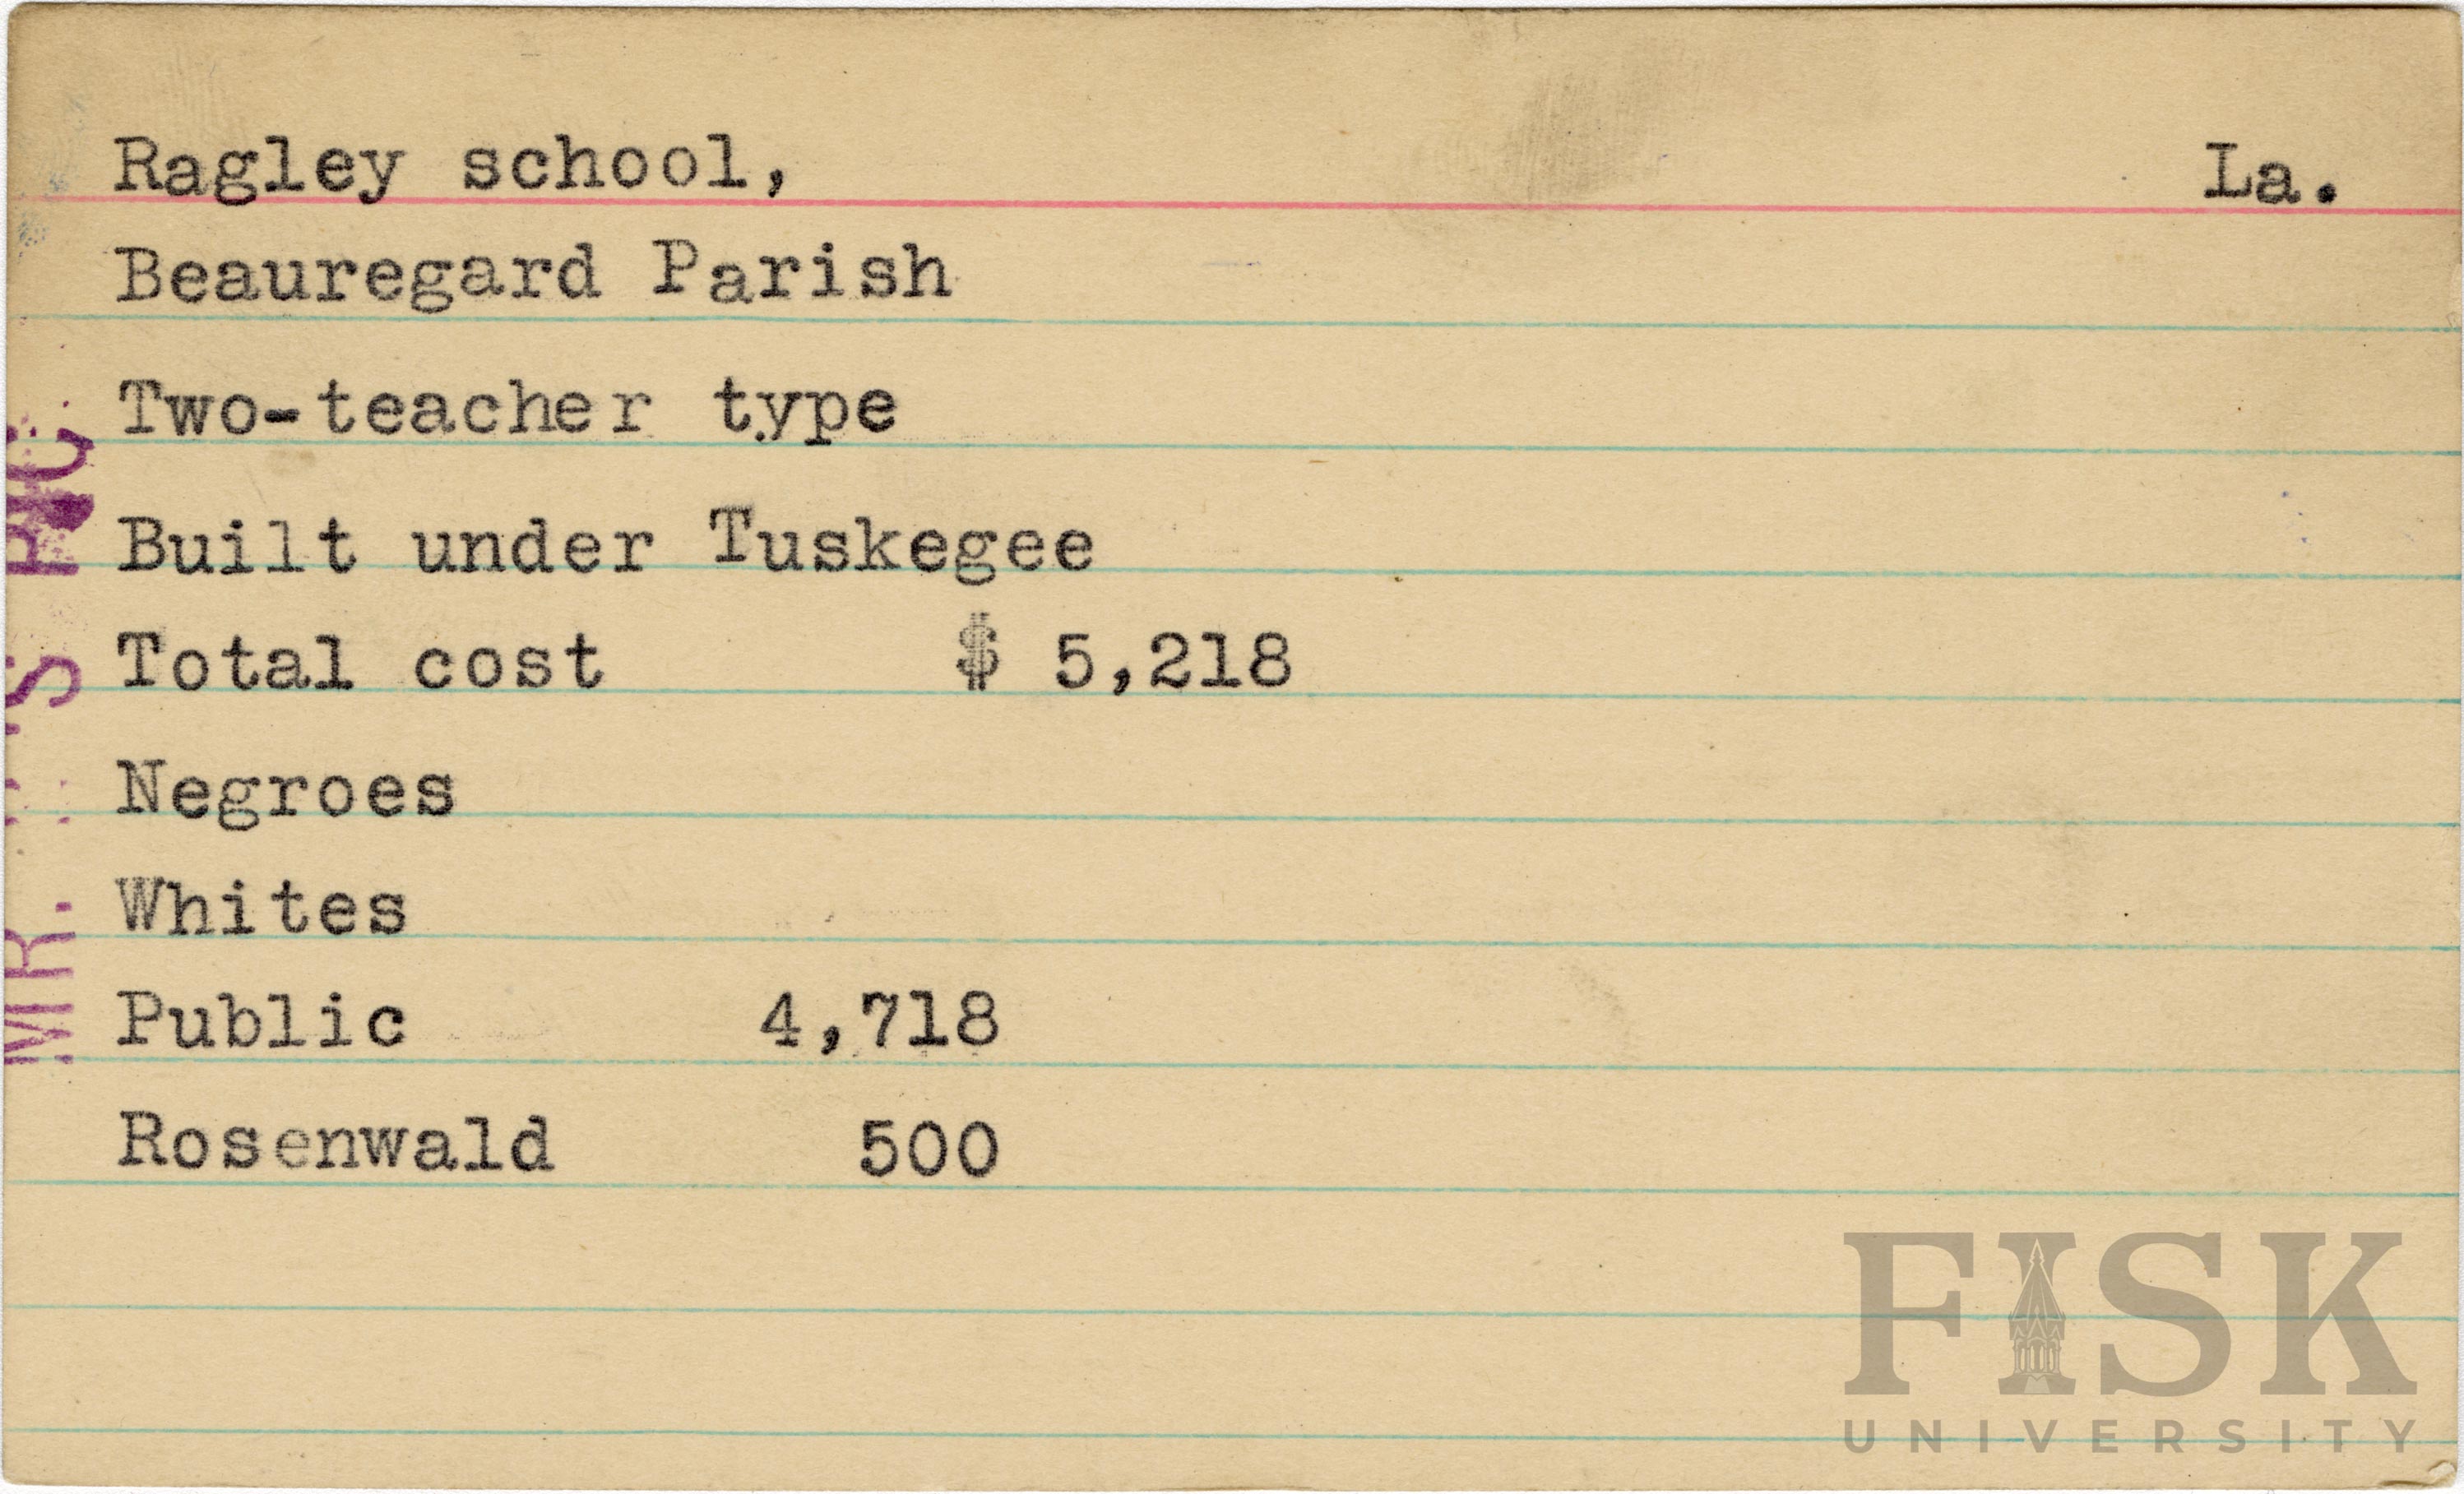 Ragley school, La.
Beauregard Parish
Two-teacher type
Built under Tuskegee
Total cost $ 5,218
Negroes
Whites
Public 4,718
Rosenwald 500
MR.
FISK
UNIVERSITY